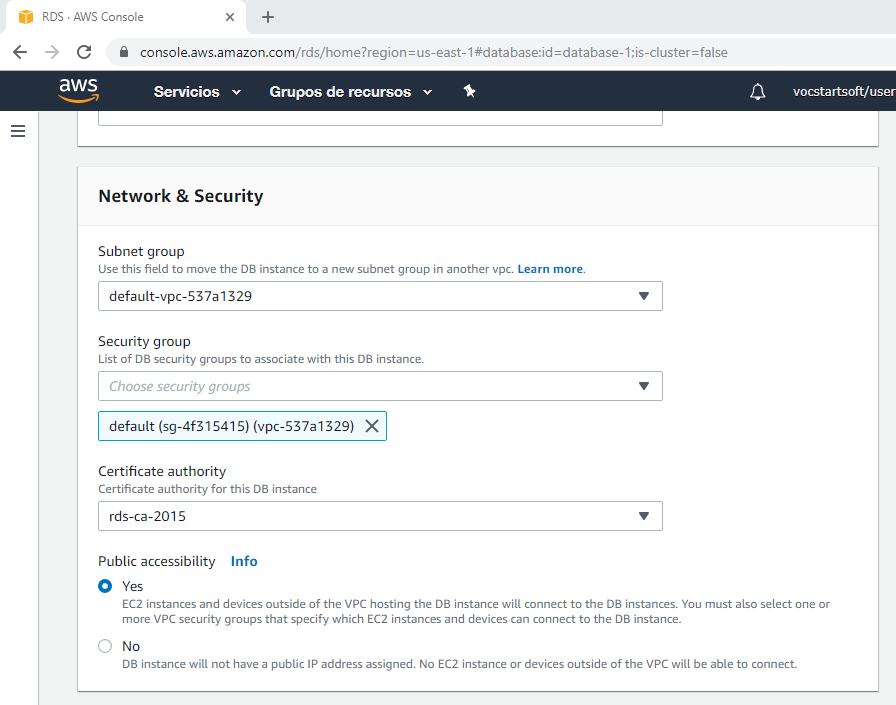 RDS · AWS Console
console.aws.amazon.com/rds/home?region=us-east-1#database:id=database-1;is-cluster=false
aws Servicios Grupos de recursos vocstartsoft/user
Network & Security
Subnet group
Use this field to move the DB instance to a new subnet group in another vpc. Learn more.
default-vpc-537a1329
Security group
List of DB security groups to associate with this DB instance.
Choose security groups
default (sg-4f315415) (vpc-537a1329)
Certificate authority
Certificate authority for this DB instance
rds-ca-2015
Public accessibility Info
Yes
EC2 instances and devices outside of the VPC hosting the DB instance will connect to the DB instances. You must also select one or
more VPC security groups that specify which EC2 instances and devices can connect to the DB instance.
No
DB instance will not have a public IP address assigned. No EC2 instance or devices outside of the VPC will be able to connect.